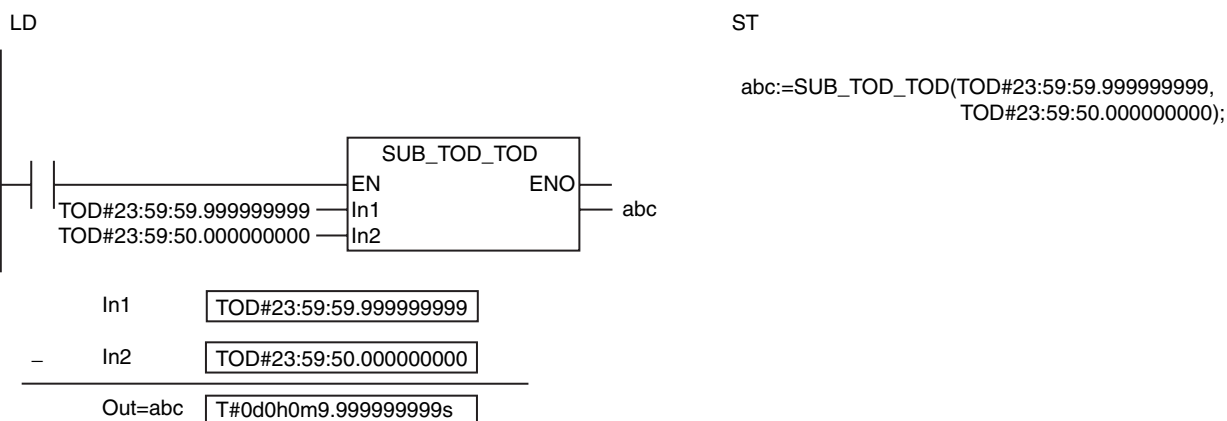 LD
ST
abc:=SUB_TOD_TOD(TOD#23:59:59.999999999,
TOD#23:59:50.000000000);
SUB_TOD_TOD
EN ENO
TOD#23:59:59.999999999 In1 abc
TOD#23:59:50.000000000 In2
In1 TOD#23:59:59.999999999
– In2 TOD#23:59:50.000000000
Out=abc T#0d0h0m9.999999999s